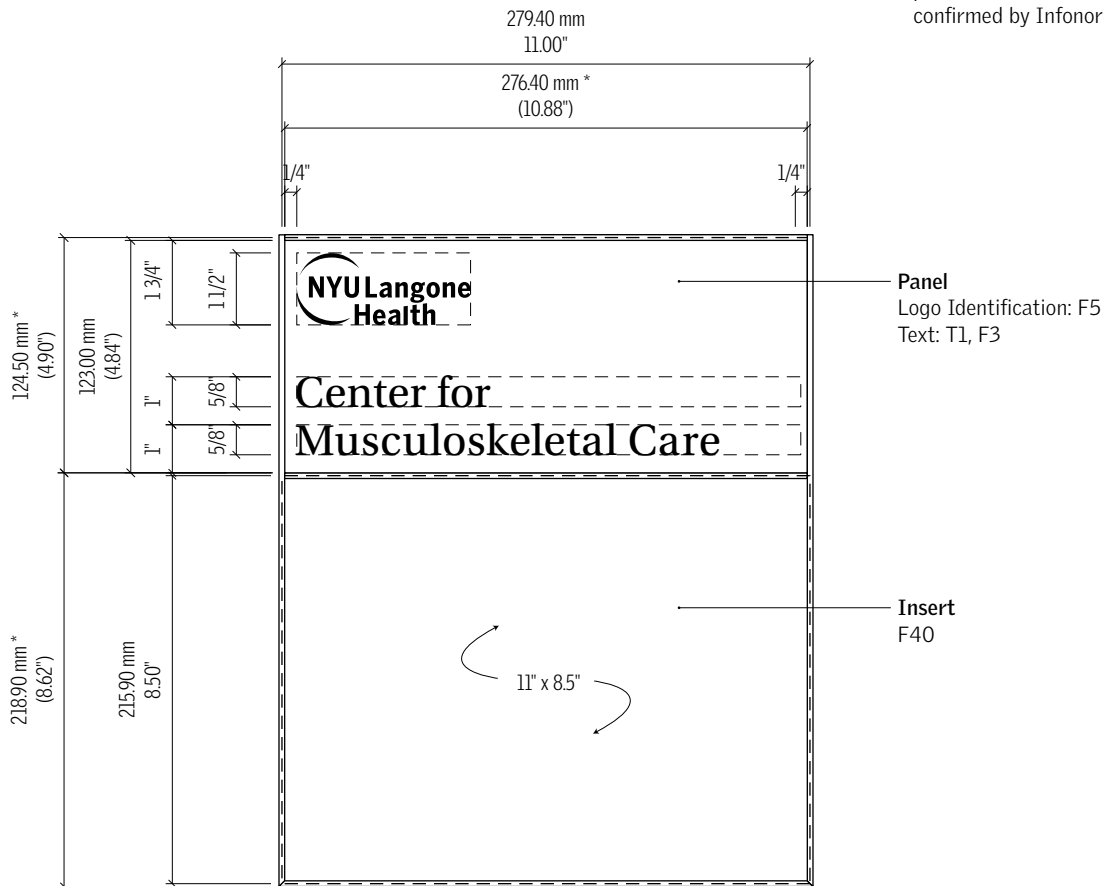 confirmed by Infonor
279.40 mm
11.00"
276.40 mm *
(10.88")
1/4"
1/4"
124.50 mm *
(4.90")
123.00 mm
(4.84")
1 3/4"
1 1/2"
NYU Langone
Health
Panel
Logo Identification: F5
Text: T1, F3
1"
5/8"
Center for
1"
5/8"
Musculoskeletal Care
218.90 mm *
(8.62")
215.90 mm
8.50"
11" x 8.5"
Insert
F40